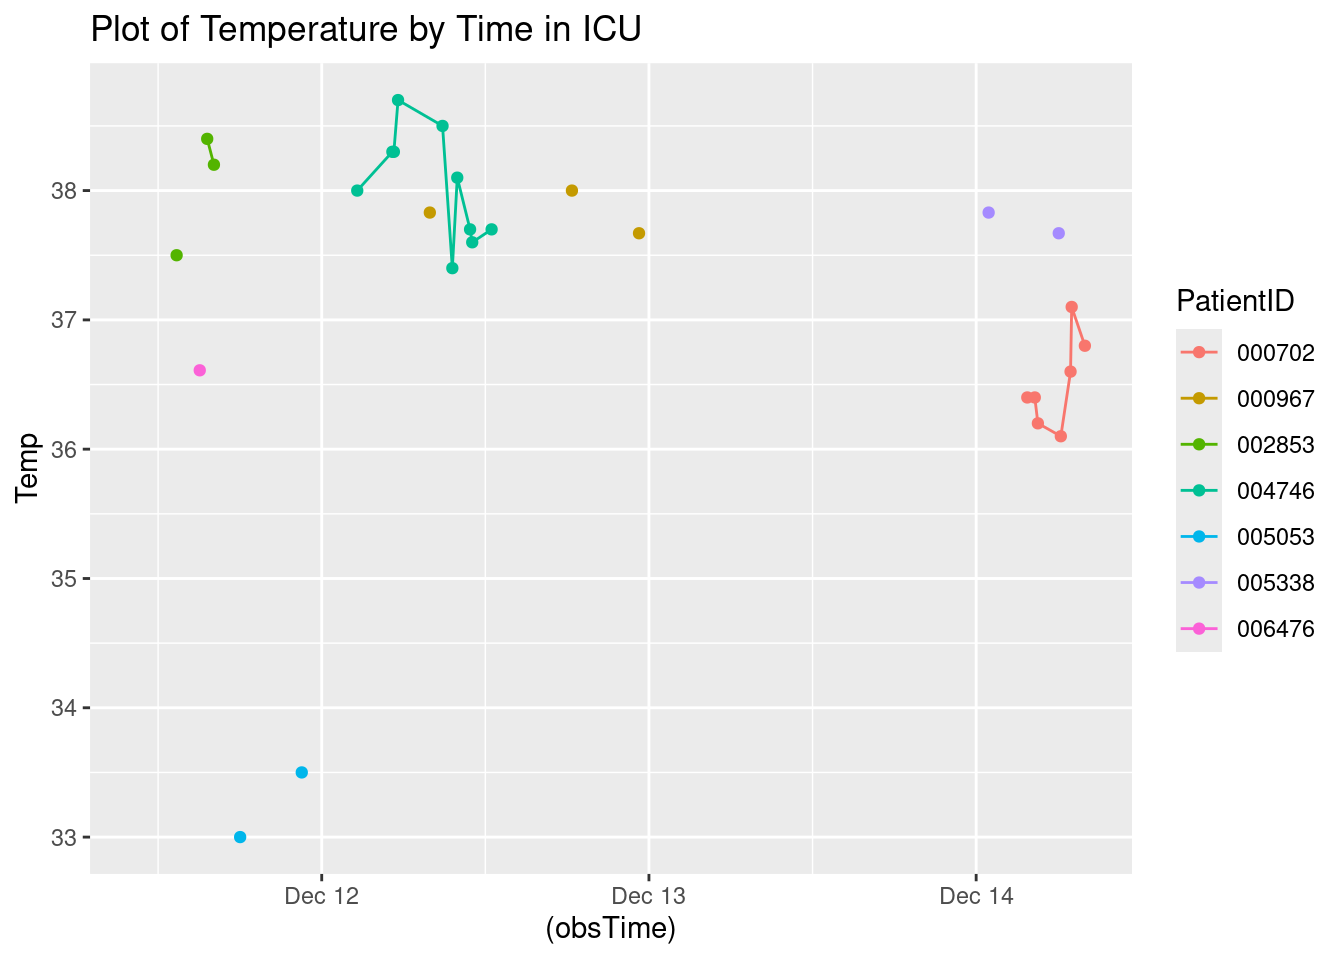 Plot of Temperature by Time in ICU
38
37
36
35
34
33
Temp
Dec 12
Dec 13
Dec 14
(obsTime)
PatientID
000702
000967
002853
004746
005053
005338
006476